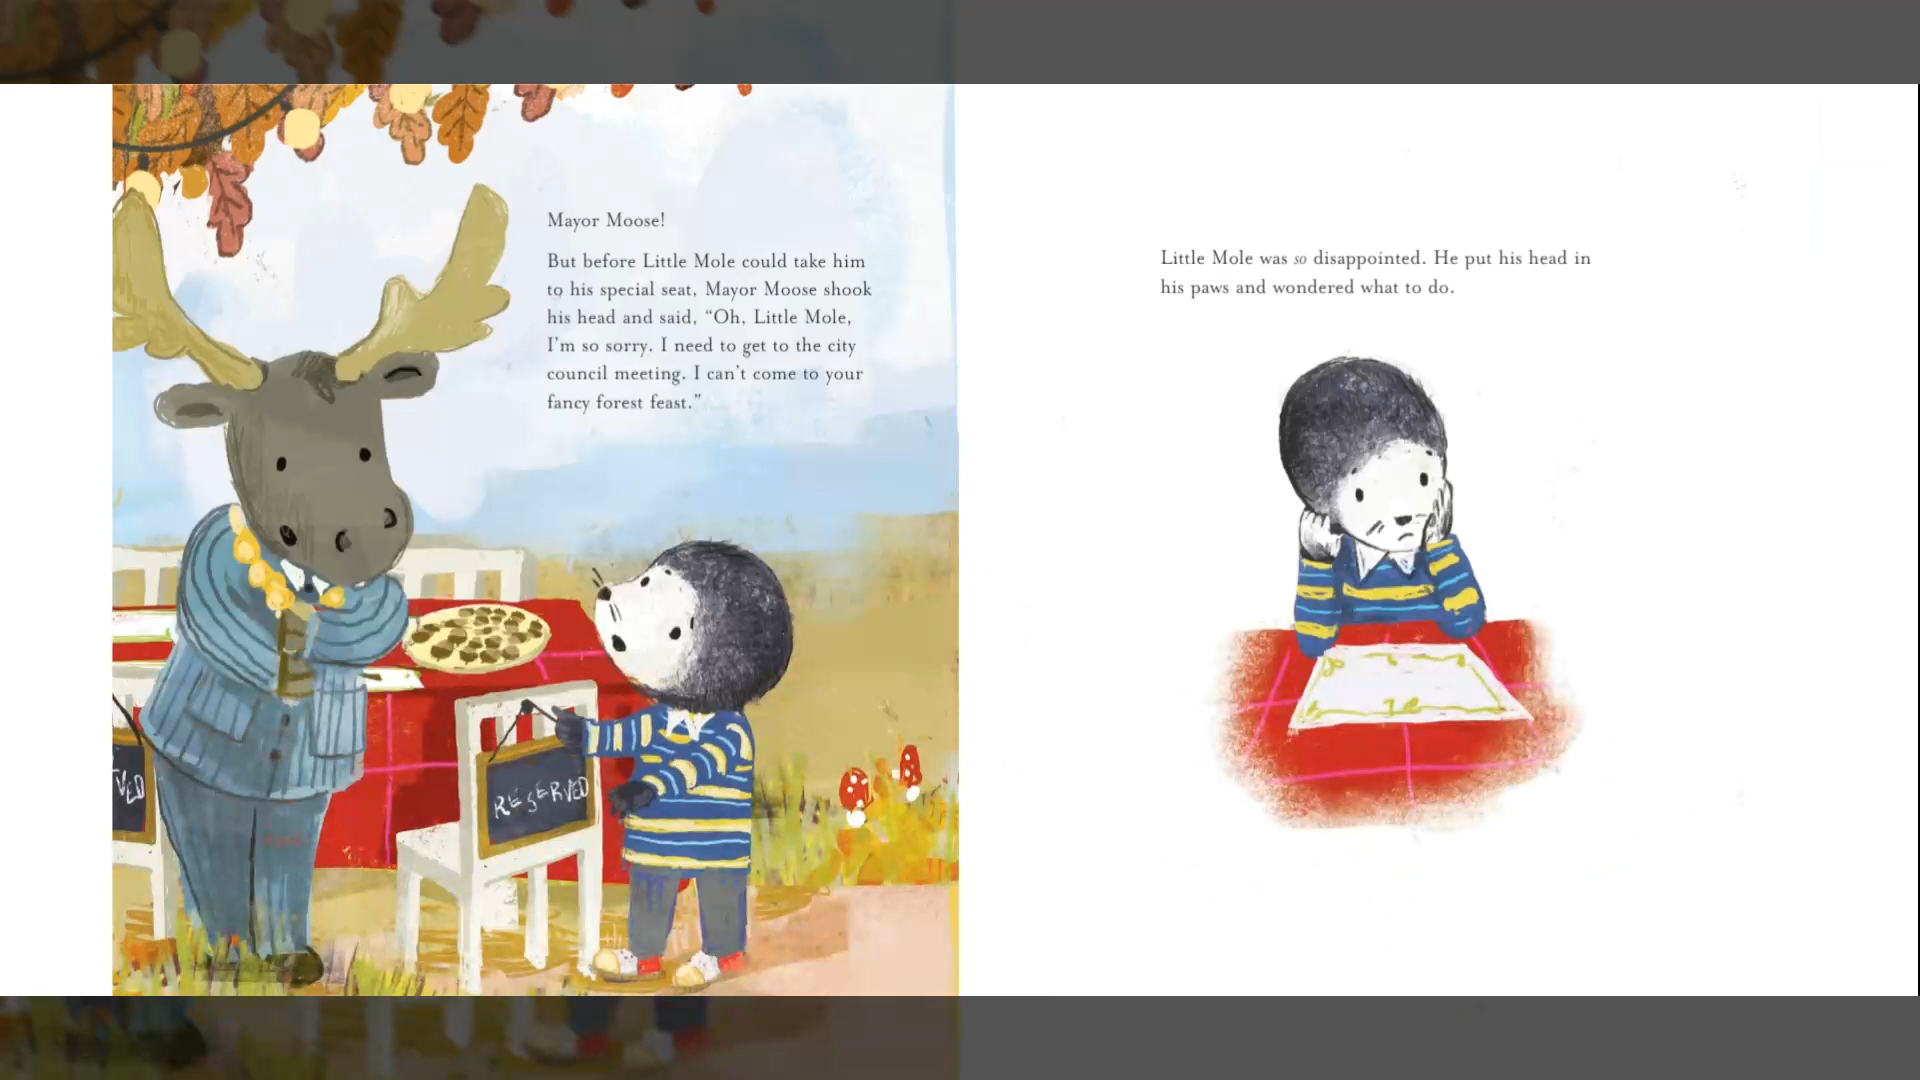 Mayor Moose!
But before Little Mole could take him
to his special seat, Mayor Moose shook
his head and said, “Oh, Little Mole,
I’m so sorry. I need to get to the city
council meeting. I can’t come to your
fancy forest feast.”
VED
RESERVED
Little Mole was so disappointed. He put his head in
his paws and wondered what to do.